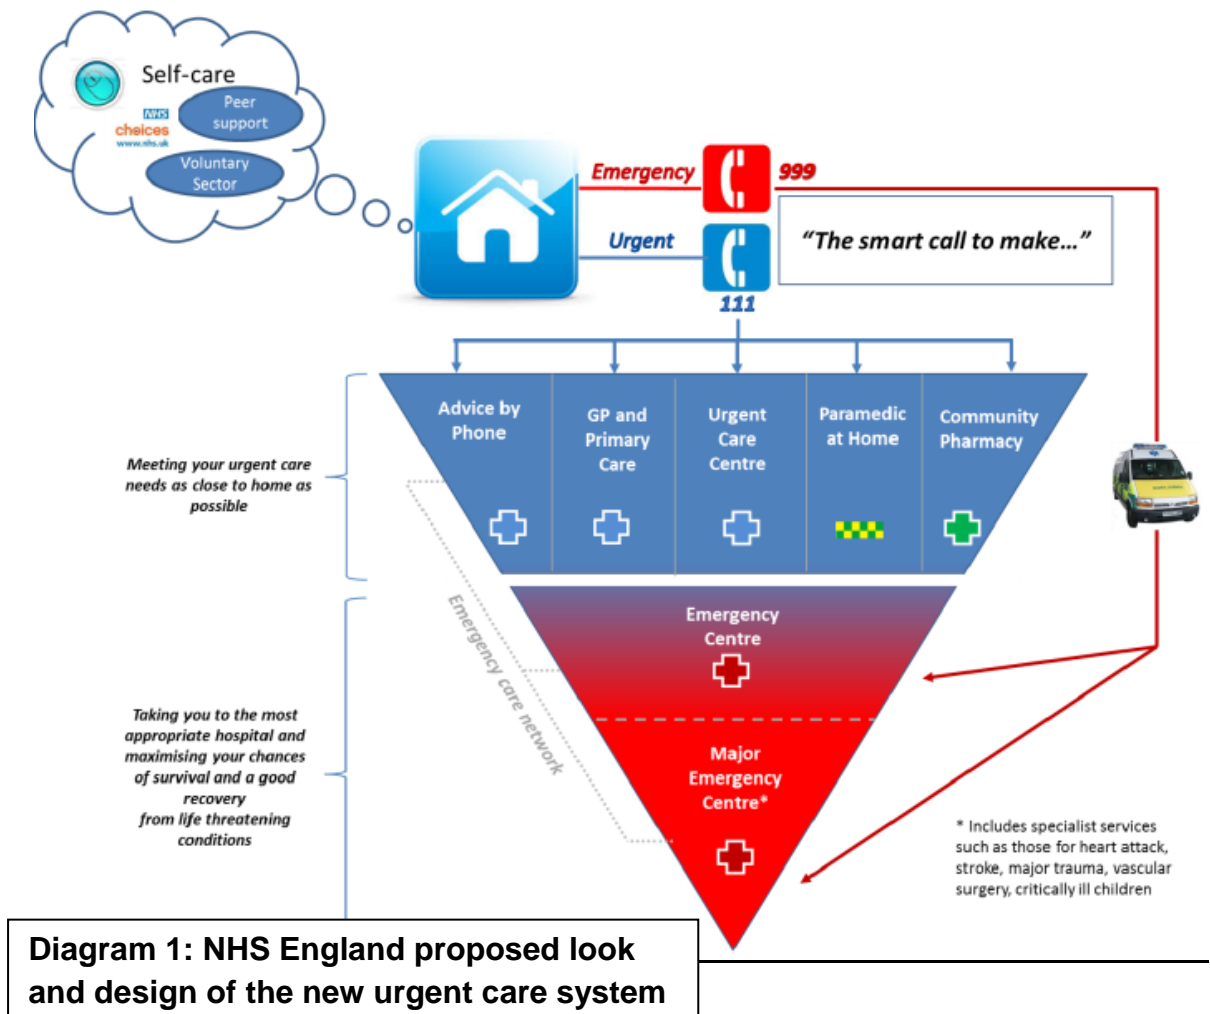 Self-care
Peer
support
NHS
choices
www.nhs.uk
Voluntary
Sector
Emergency
999
Urgent
111
"The smart call to make…"
Advice by
Phone
GP and
Primary
Care
Urgent
Care
Centre
Paramedic
at Home
Community
Pharmacy
Meeting your urgent care
needs as close to home as
possible
Emergency care network
Emergency
Centre
Taking you to the most
appropriate hospital and
maximising your chances
of survival and a good
recovery
from life threatening
conditions
Major
Emergency
Centre*
* Includes specialist services
such as those for heart attack,
stroke, major trauma, vascular
surgery, critically ill children
Diagram 1: NHS England proposed look
and design of the new urgent care system